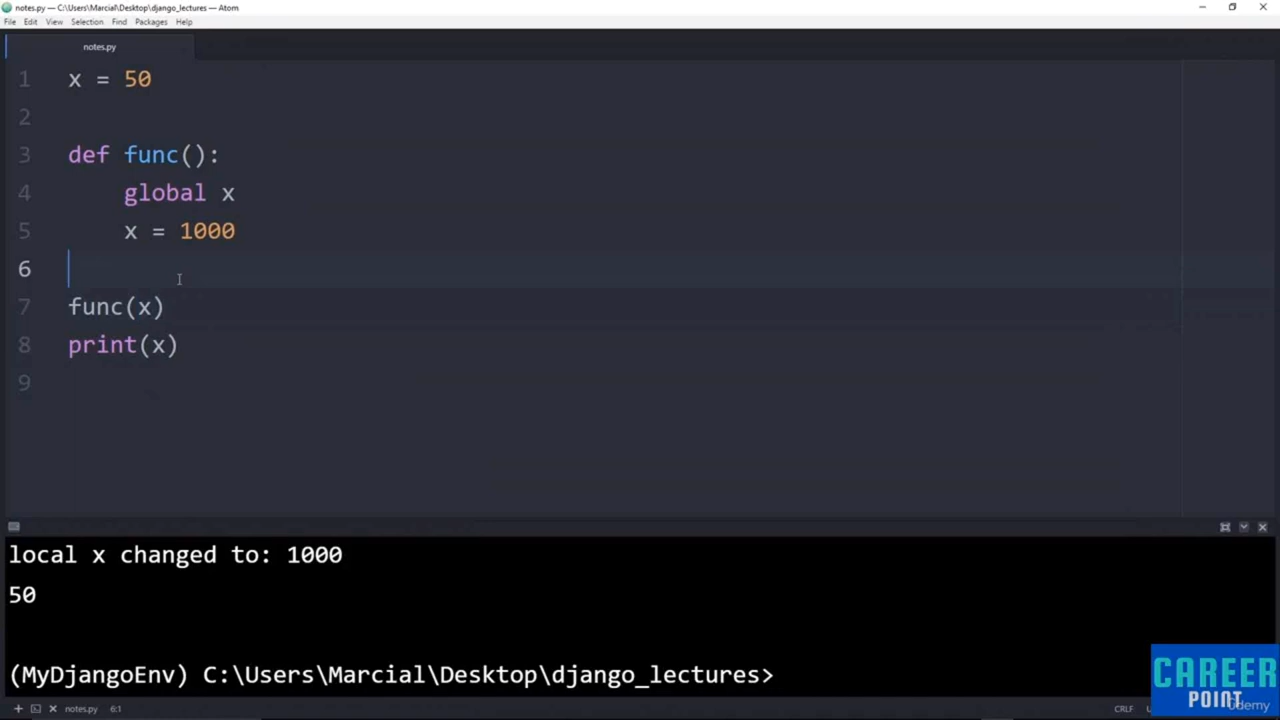 notes.py — C:\Users\Marcial\Desktop\django_lectures — Atom
File Edit View Selection Find Packages Help
notes.py
1 x = 50
2
3 def func():
4     global x
5     x = 1000
6
7 func(x)
8 print(x)
9
local x changed to: 1000
50
(MyDjangoEnv) C:\Users\Marcial\Desktop\django_lectures>
CAREER
POINT
Udemy
notes.py 6:1
CRLF